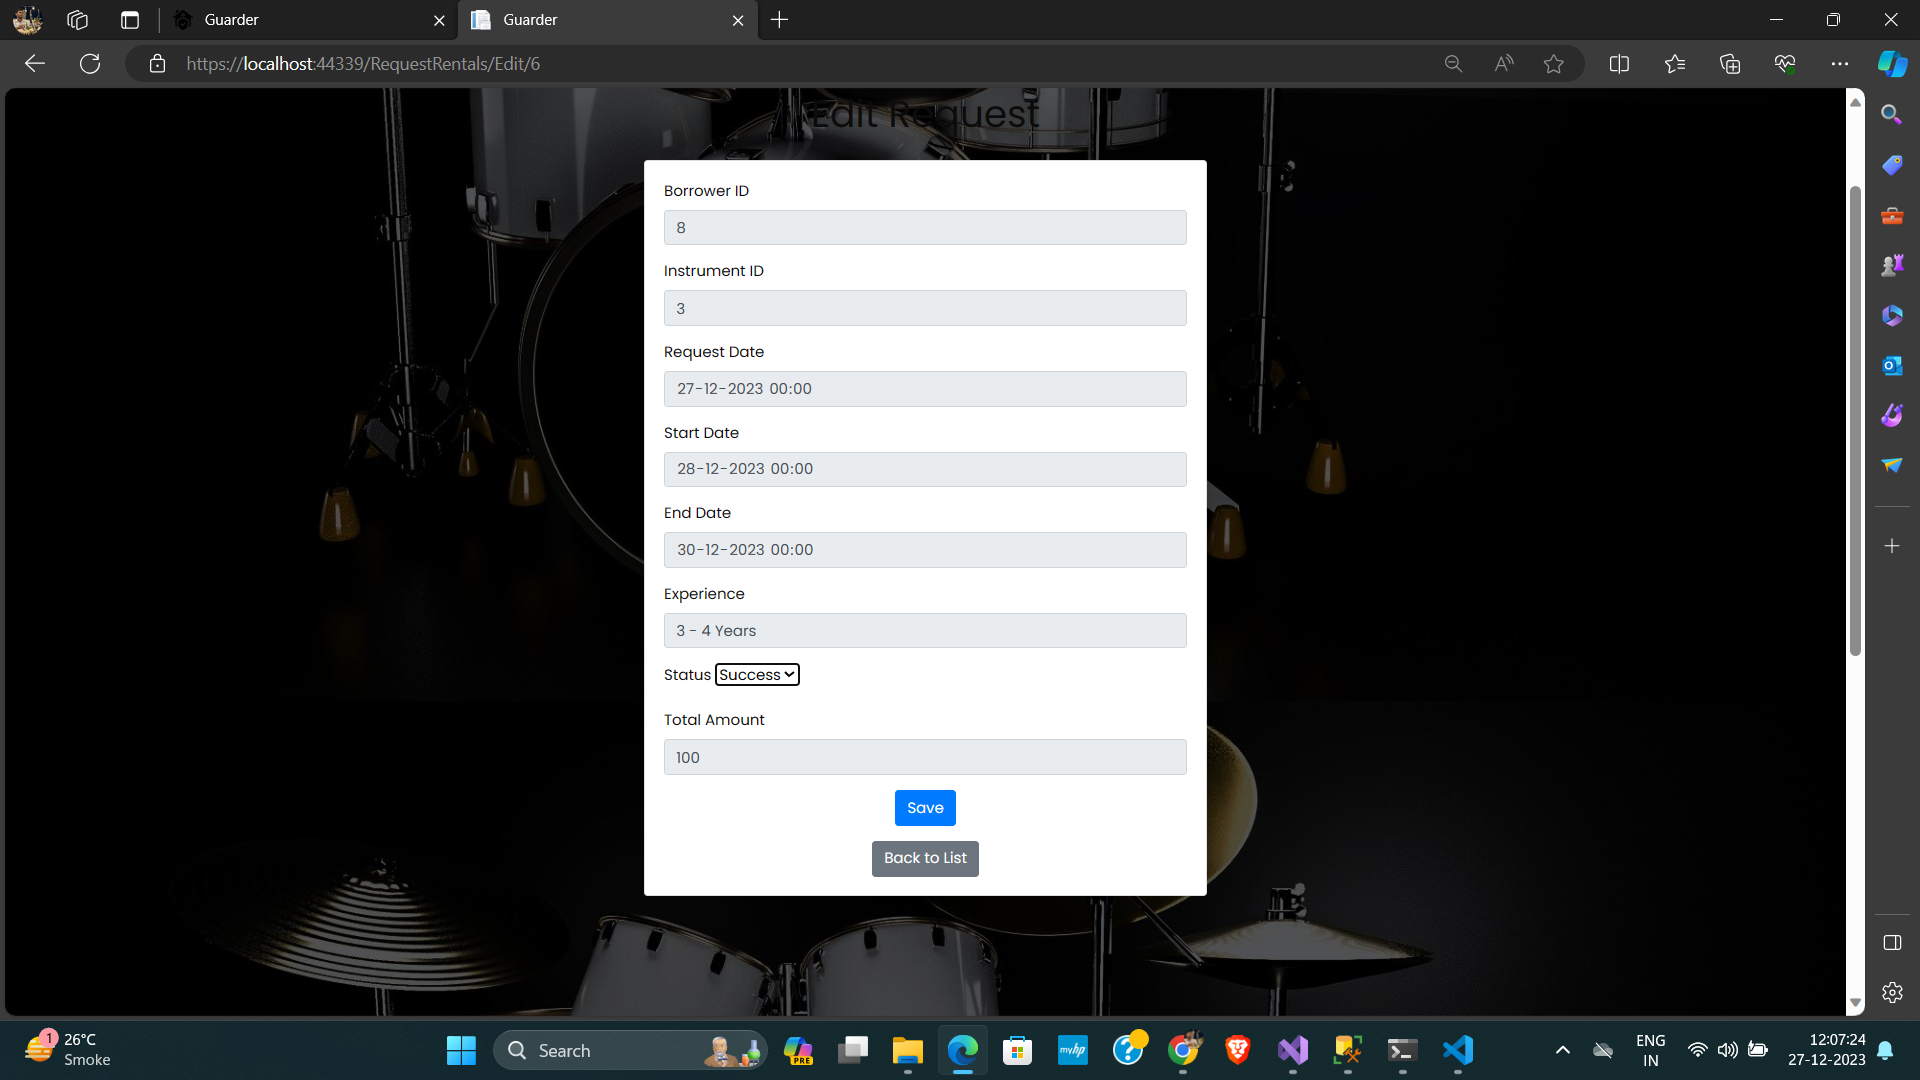 Guarder
Guarder
https://localhost:44339/RequestRentals/Edit/6
Edit Request
Borrower ID
8
Instrument ID
3
Request Date
27-12-2023 00:00
Start Date
28-12-2023 00:00
End Date
30-12-2023 00:00
Experience
3 - 4 Years
Status Success
Total Amount
100
Save
Back to List
1
26°C
Smoke
Search
PRE
myhp
ENG
IN
12:07:24
27-12-2023